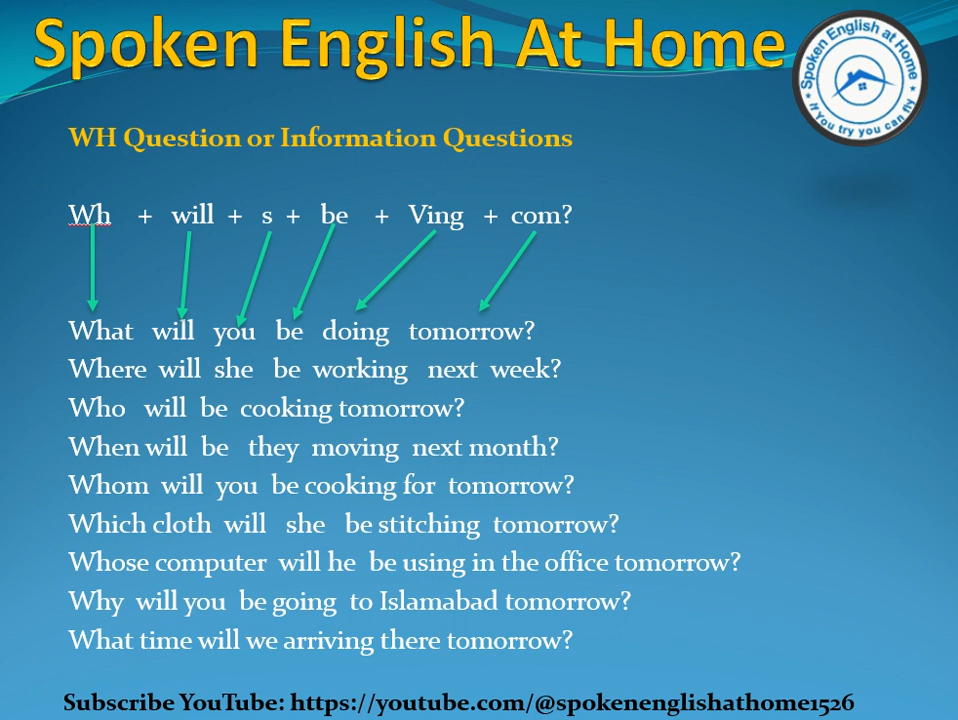 Spoken English At Home
Spoken English at Home
* If You try you can fly *
WH Question or Information Questions
Wh + will + s + be + Ving + com?
What will you be doing tomorrow?
Where will she be working next week?
Who will be cooking tomorrow?
When will be they moving next month?
Whom will you be cooking for tomorrow?
Which cloth will she be stitching tomorrow?
Whose computer will he be using in the office tomorrow?
Why will you be going to Islamabad tomorrow?
What time will we arriving there tomorrow?
Subscribe YouTube: https://youtube.com/@spokenenglishathome1526